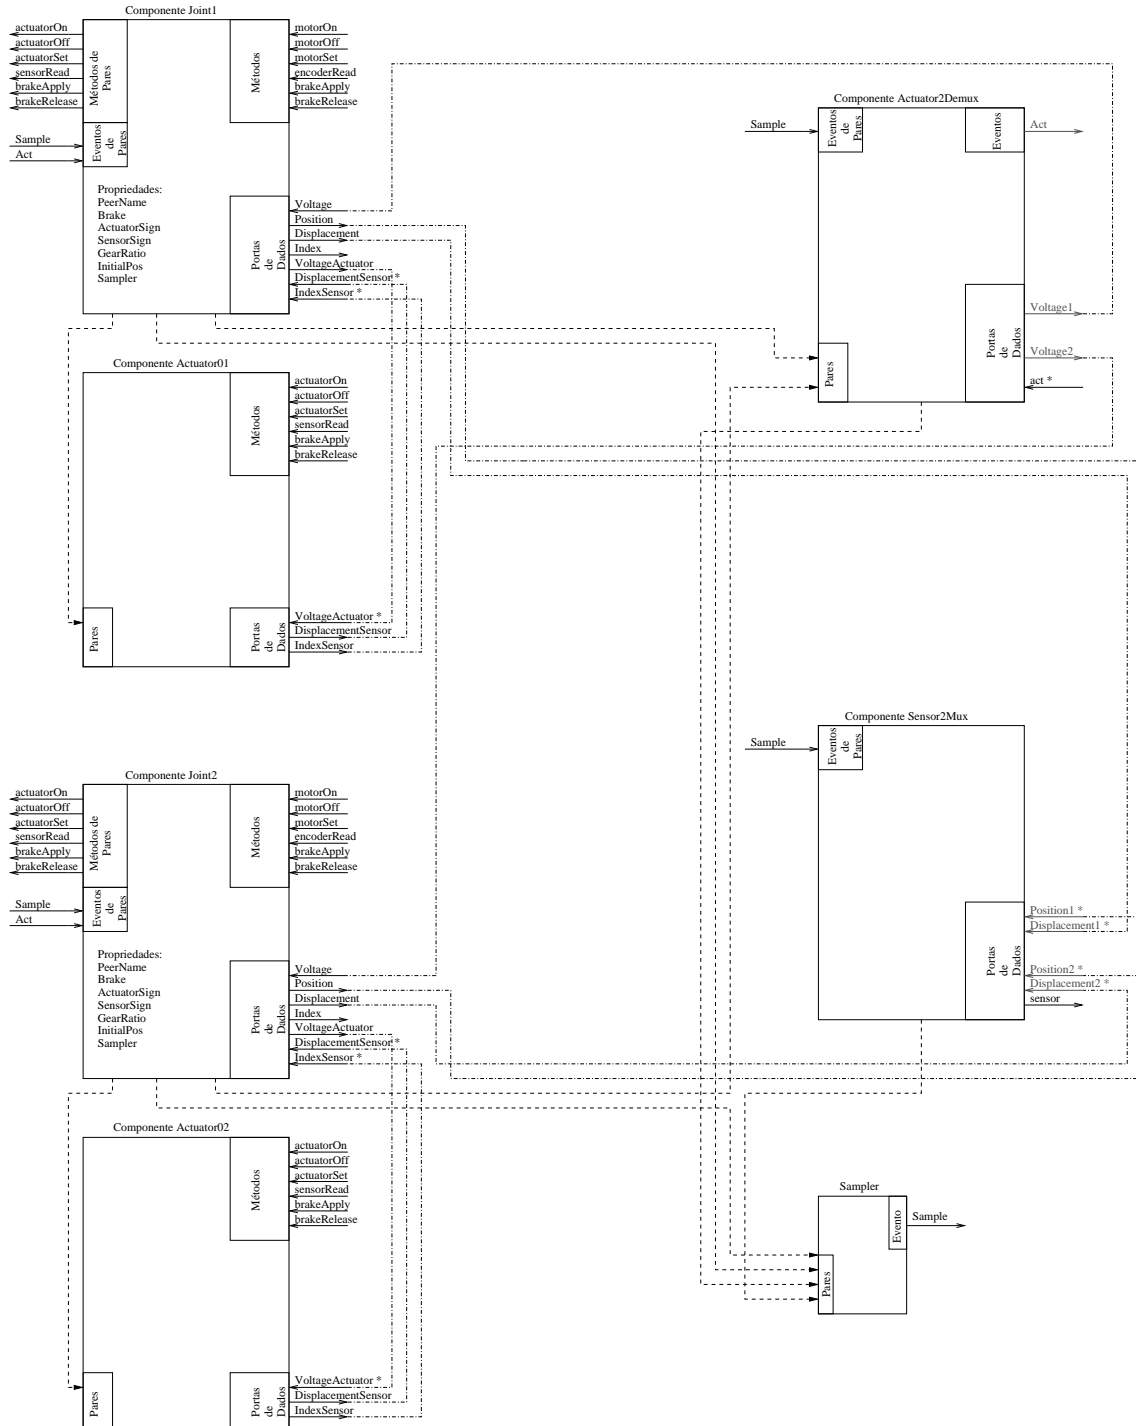 Componente Joint1
actuatorOn
actuatorOff
actuatorSet
sensorRead
brakeApply
brakeRelease
Métodos de
Pares
Métodos
motorOn
motorOff
motorSet
encoderRead
brakeApply
brakeRelease
Sample
Act
Eventos
de
Pares
Propriedades:
PeerName
Brake
ActuatorSign
SensorSign
GearRatio
InitialPos
Sampler
Portas
de
Dados
Voltage
Position
Displacement
Index
VoltageActuator
DisplacementSensor *
IndexSensor *
Componente Actuator2Demux
Sample
Eventos
de
Pares
Eventos
Act
Portas
de
Dados
Voltage1
Voltage2
act *
Pares
Componente Actuator01
Métodos
actuatorOn
actuatorOff
actuatorSet
sensorRead
brakeApply
brakeRelease
Pares
Portas
de
Dados
VoltageActuator *
DisplacementSensor
IndexSensor
Componente Sensor2Mux
Sample
Eventos
de
Pares
Portas
de
Dados
Position1 *
Displacement1 *
Position2 *
Displacement2 *
sensor
Componente Joint2
actuatorOn
actuatorOff
actuatorSet
sensorRead
brakeApply
brakeRelease
Métodos de
Pares
Métodos
motorOn
motorOff
motorSet
encoderRead
brakeApply
brakeRelease
Sample
Act
Eventos
de
Pares
Propriedades:
PeerName
Brake
ActuatorSign
SensorSign
GearRatio
InitialPos
Sampler
Portas
de
Dados
Voltage
Position
Displacement
Index
VoltageActuator
DisplacementSensor *
IndexSensor *
Componente Actuator02
Métodos
actuatorOn
actuatorOff
actuatorSet
sensorRead
brakeApply
brakeRelease
Pares
Portas
de
Dados
VoltageActuator *
DisplacementSensor
IndexSensor
Sampler
Evento
Sample
Pares